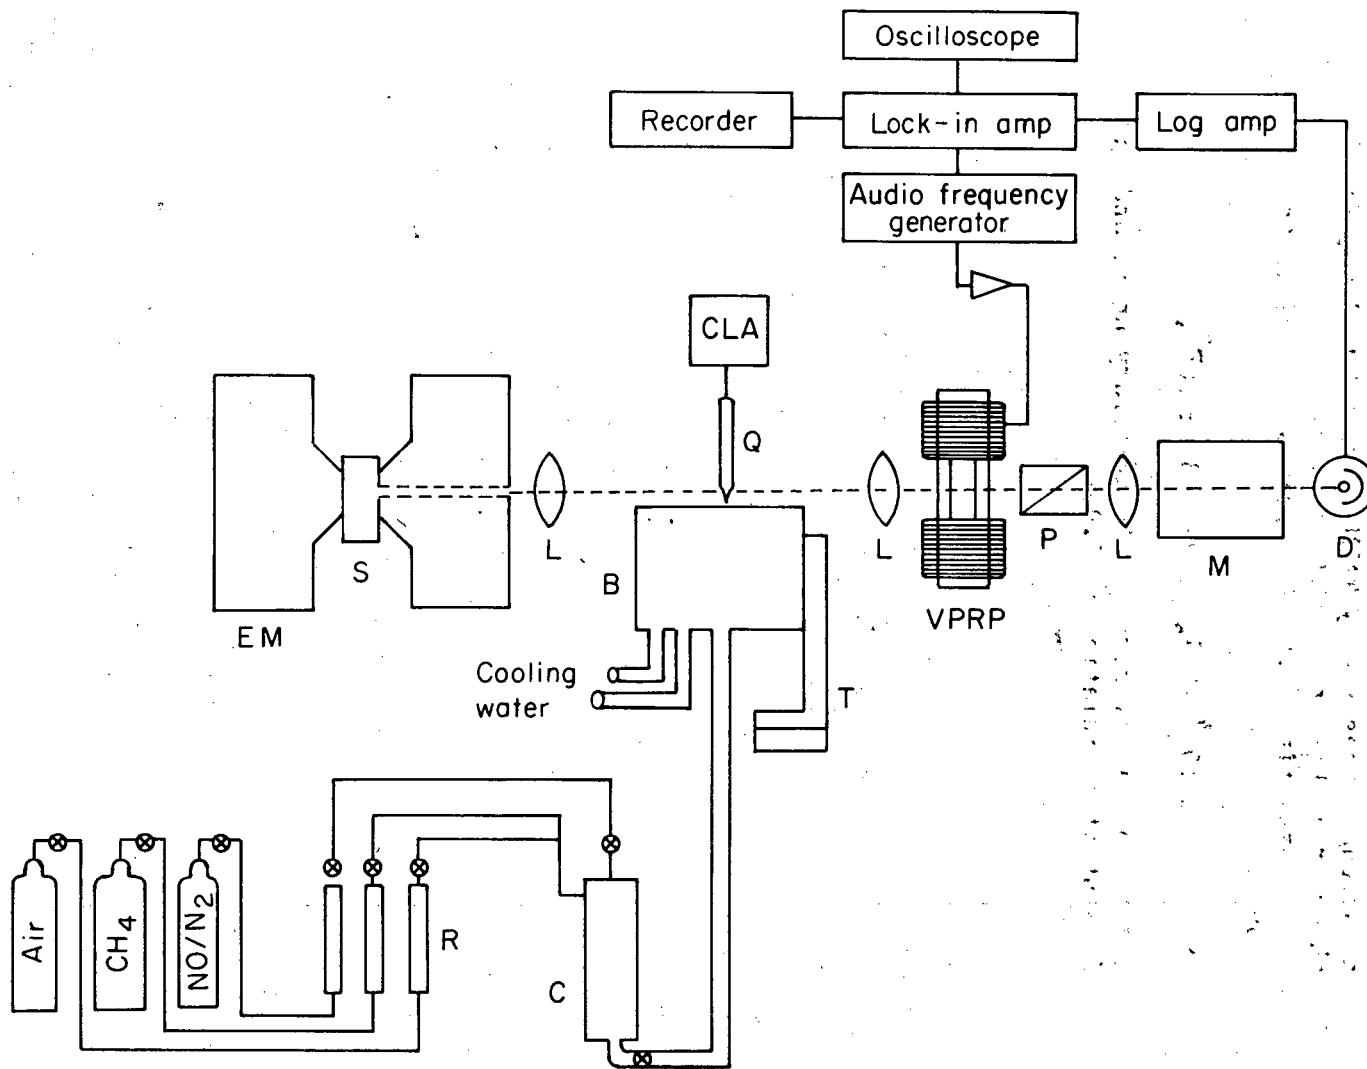 Oscilloscope
Recorder
Lock-in amp
Log amp
Audio frequency
generator
CLA
Q
L
L
P
L
M
D
S
B
VPRP
EM
Cooling
water
T
Air
CH4
NO/N2
R
C